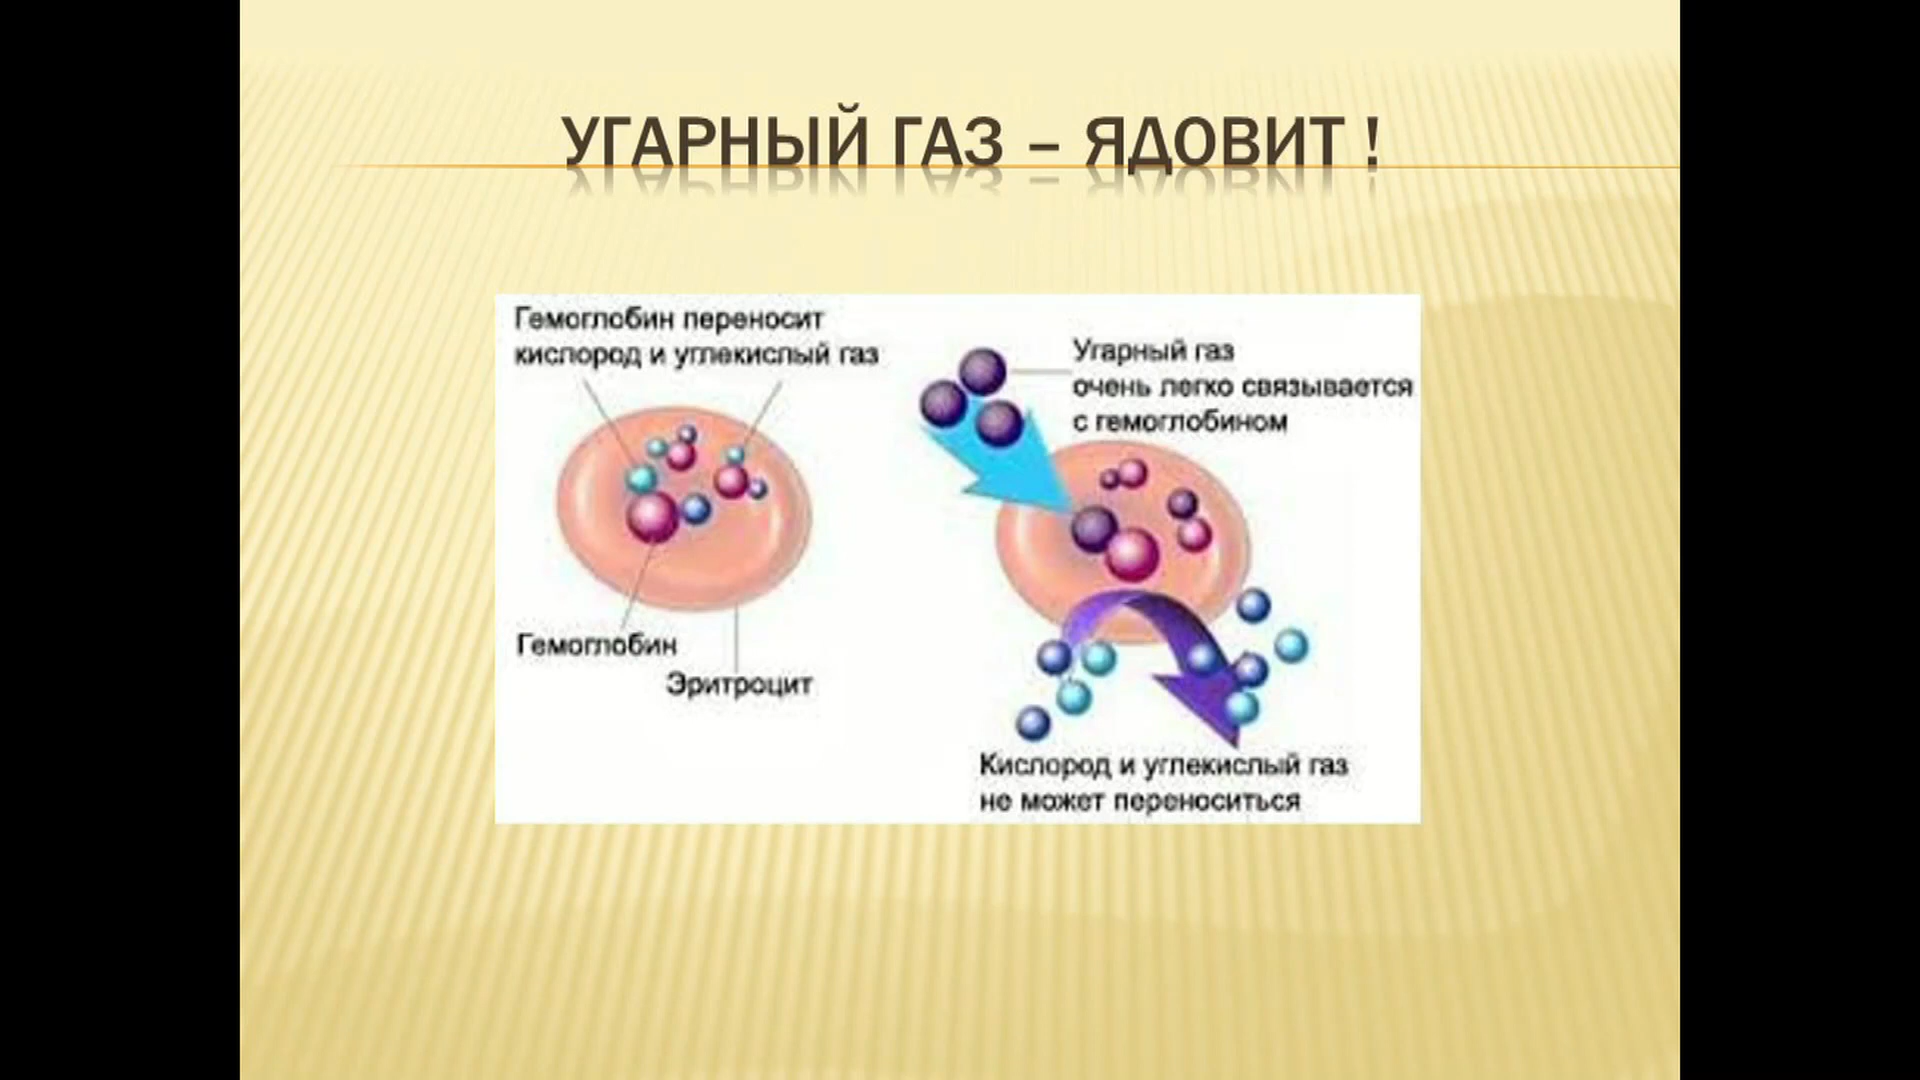 УГАРНЫЙ ГАЗ – ЯДОВИТ !
Гемоглобин переносит
кислород и углекислый газ
Гемоглобин
Эритроцит
Угарный газ
очень легко связывается
с гемоглобином
Кислород и углекислый газ
не может переноситься